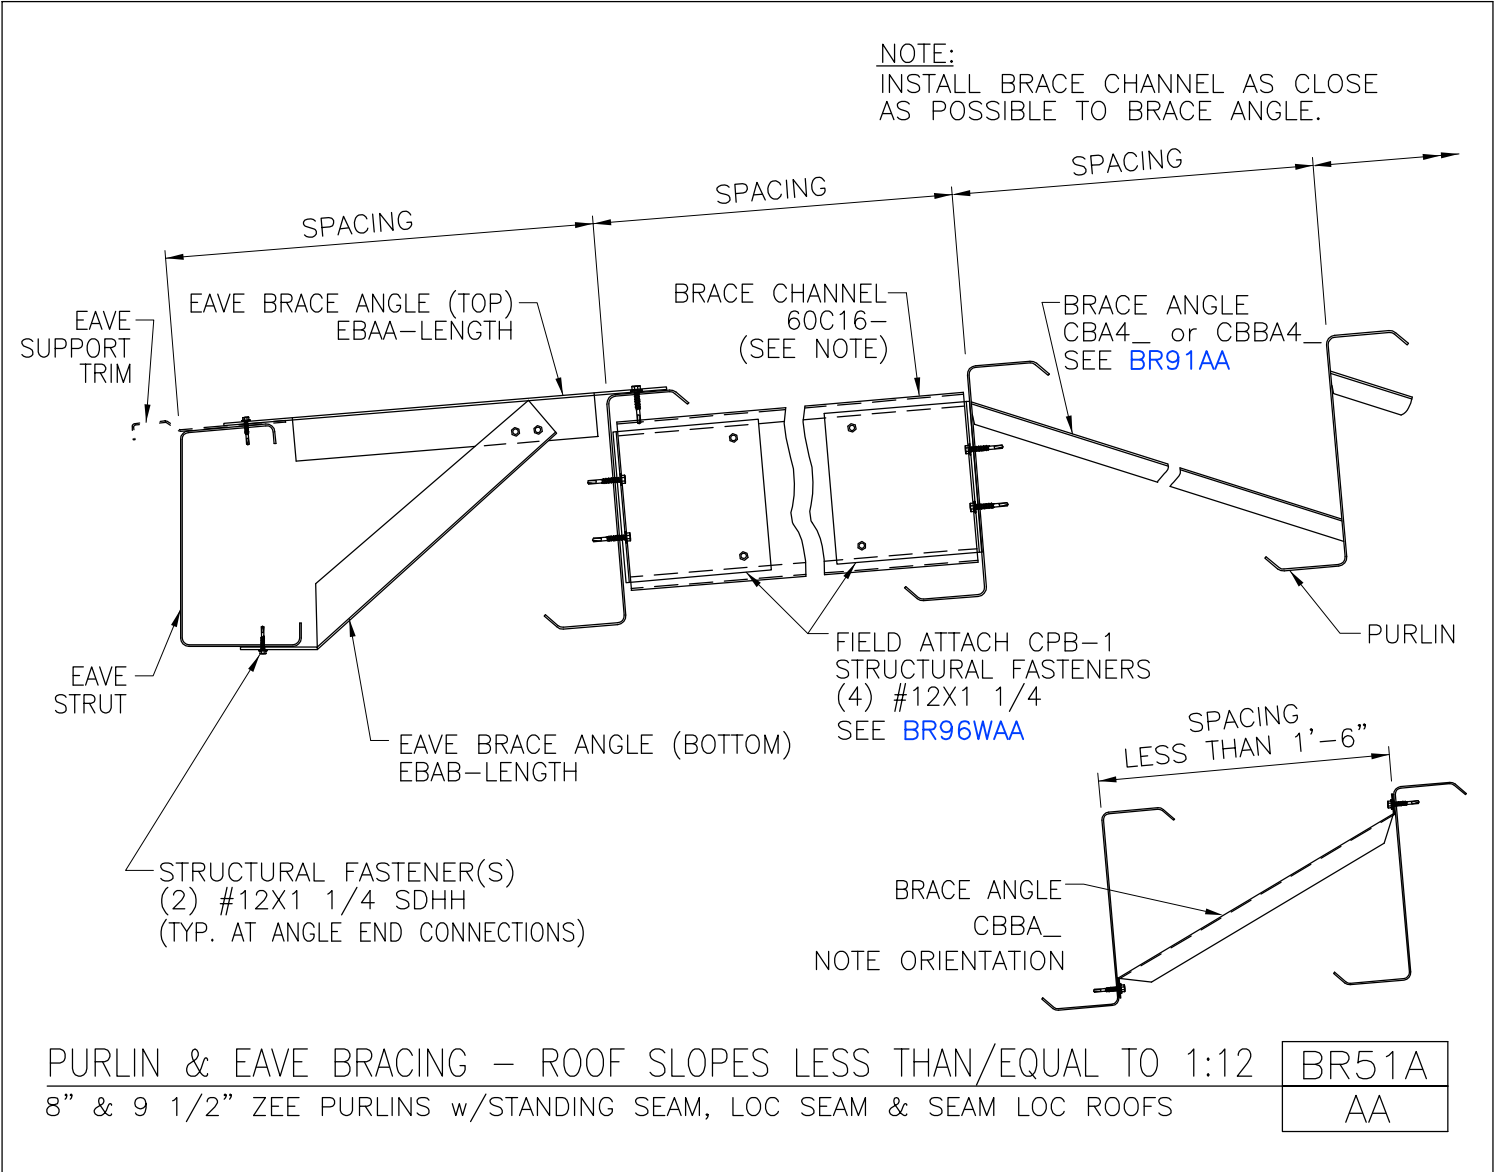 NOTE:
INSTALL BRACE CHANNEL AS CLOSE
AS POSSIBLE TO BRACE ANGLE.
SPACING
SPACING
SPACING
EAVE
SUPPORT
TRIM
EAVE BRACE ANGLE (TOP)
EBAA-LENGTH
BRACE CHANNEL
60C16-
(SEE NOTE)
BRACE ANGLE
CBA4_ or CBBA4_
SEE BR91AA
EAVE
STRUT
EAVE BRACE ANGLE (BOTTOM)
EBAB-LENGTH
FIELD ATTACH CPB-1
STRUCTURAL FASTENERS
(4) #12X1 1/4
SEE BR96WAA
PURLIN
STRUCTURAL FASTENER(S)
(2) #12X1 1/4 SDHH
(TYP. AT ANGLE END CONNECTIONS)
SPACING
LESS THAN 1'-6"
BRACE ANGLE
CBBA_
NOTE ORIENTATION
PURLIN & EAVE BRACING - ROOF SLOPES LESS THAN/EQUAL TO 1:12
8" & 9 1/2" ZEE PURLINS w/STANDING SEAM, LOC SEAM & SEAM LOC ROOFS
BR51A
AA